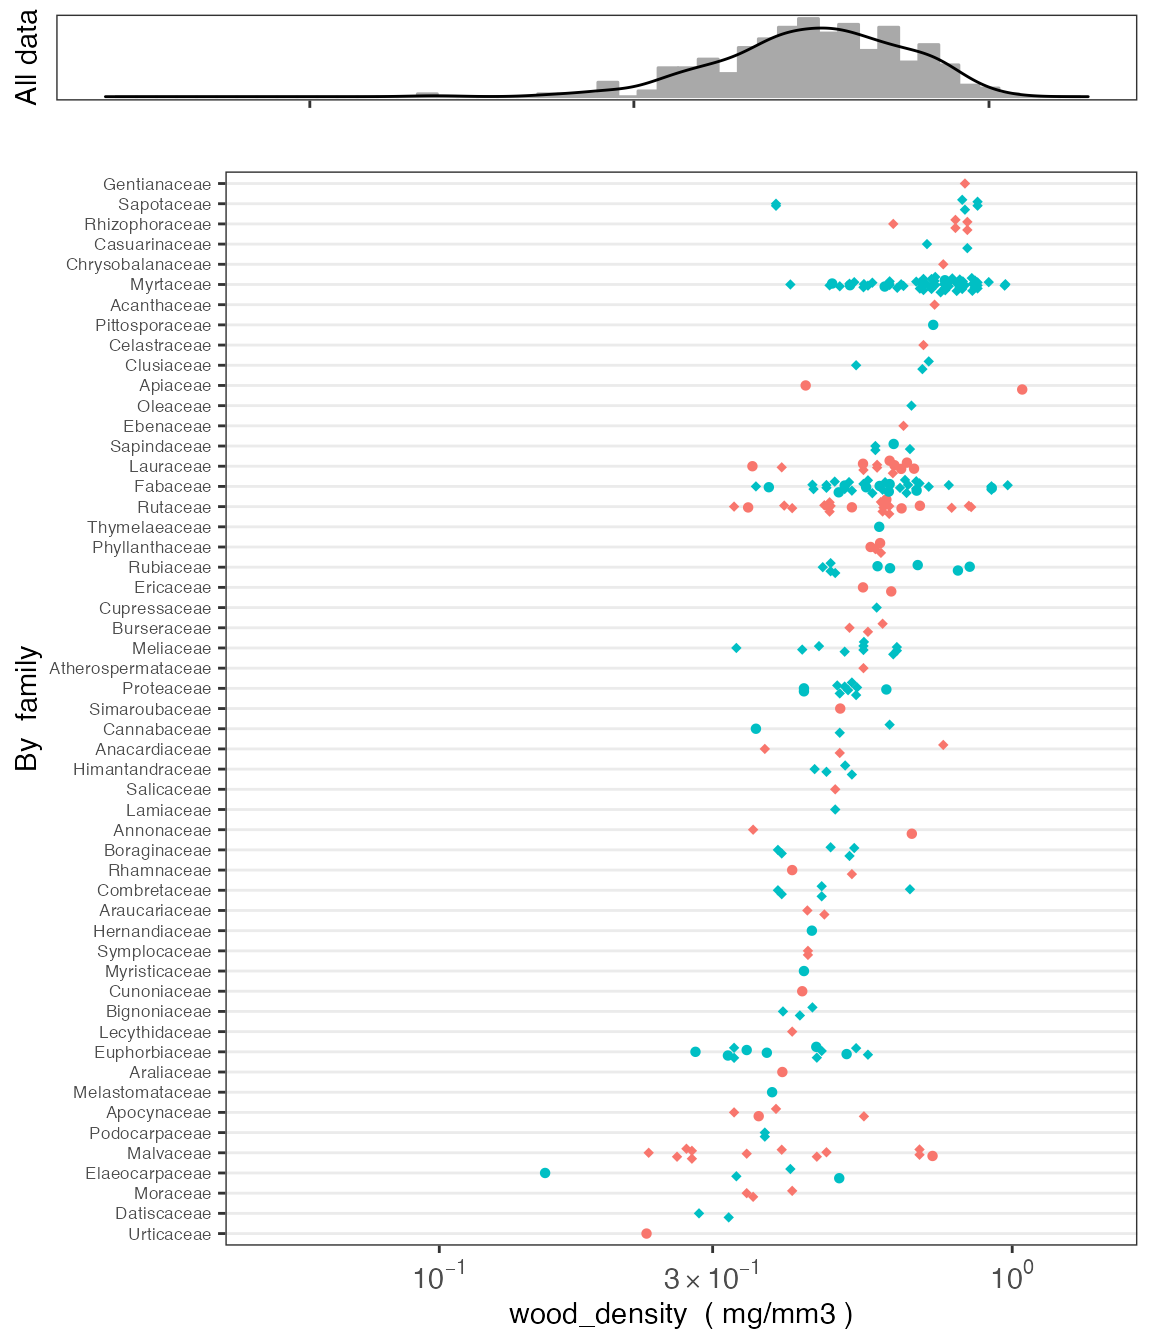 All data
Gentianaceae
Sapotaceae
Rhizophoraceae
Casuarinaceae
Chrysobalanaceae
Myrtaceae
Acanthaceae
Pittosporaceae
Celastraceae
Clusiaceae
Apiaceae
Oleaceae
Ebenaceae
Sapindaceae
Lauraceae
Fabaceae
Rutaceae
Thymelaeaceae
Phyllanthaceae
Rubiaceae
Ericaceae
Cupressaceae
Burseraceae
Meliaceae
Atherospermataceae
Proteaceae
Simaroubaceae
Cannabaceae
Anacardiaceae
Himantandraceae
Salicaceae
Lamiaceae
Annonaceae
Boraginaceae
Rhamnaceae
Combretaceae
Araucariaceae
Hernandiaceae
Symplocaceae
Myristicaceae
Cunoniaceae
Bignoniaceae
Lecythidaceae
Euphorbiaceae
Araliaceae
Melastomataceae
Apocynaceae
Podocarpaceae
Malvaceae
Elaeocarpaceae
Moraceae
Datiscaceae
Urticaceae
By family
10⁻¹ 3×10⁻¹ 10⁰
wood_density ( mg/mm3 )